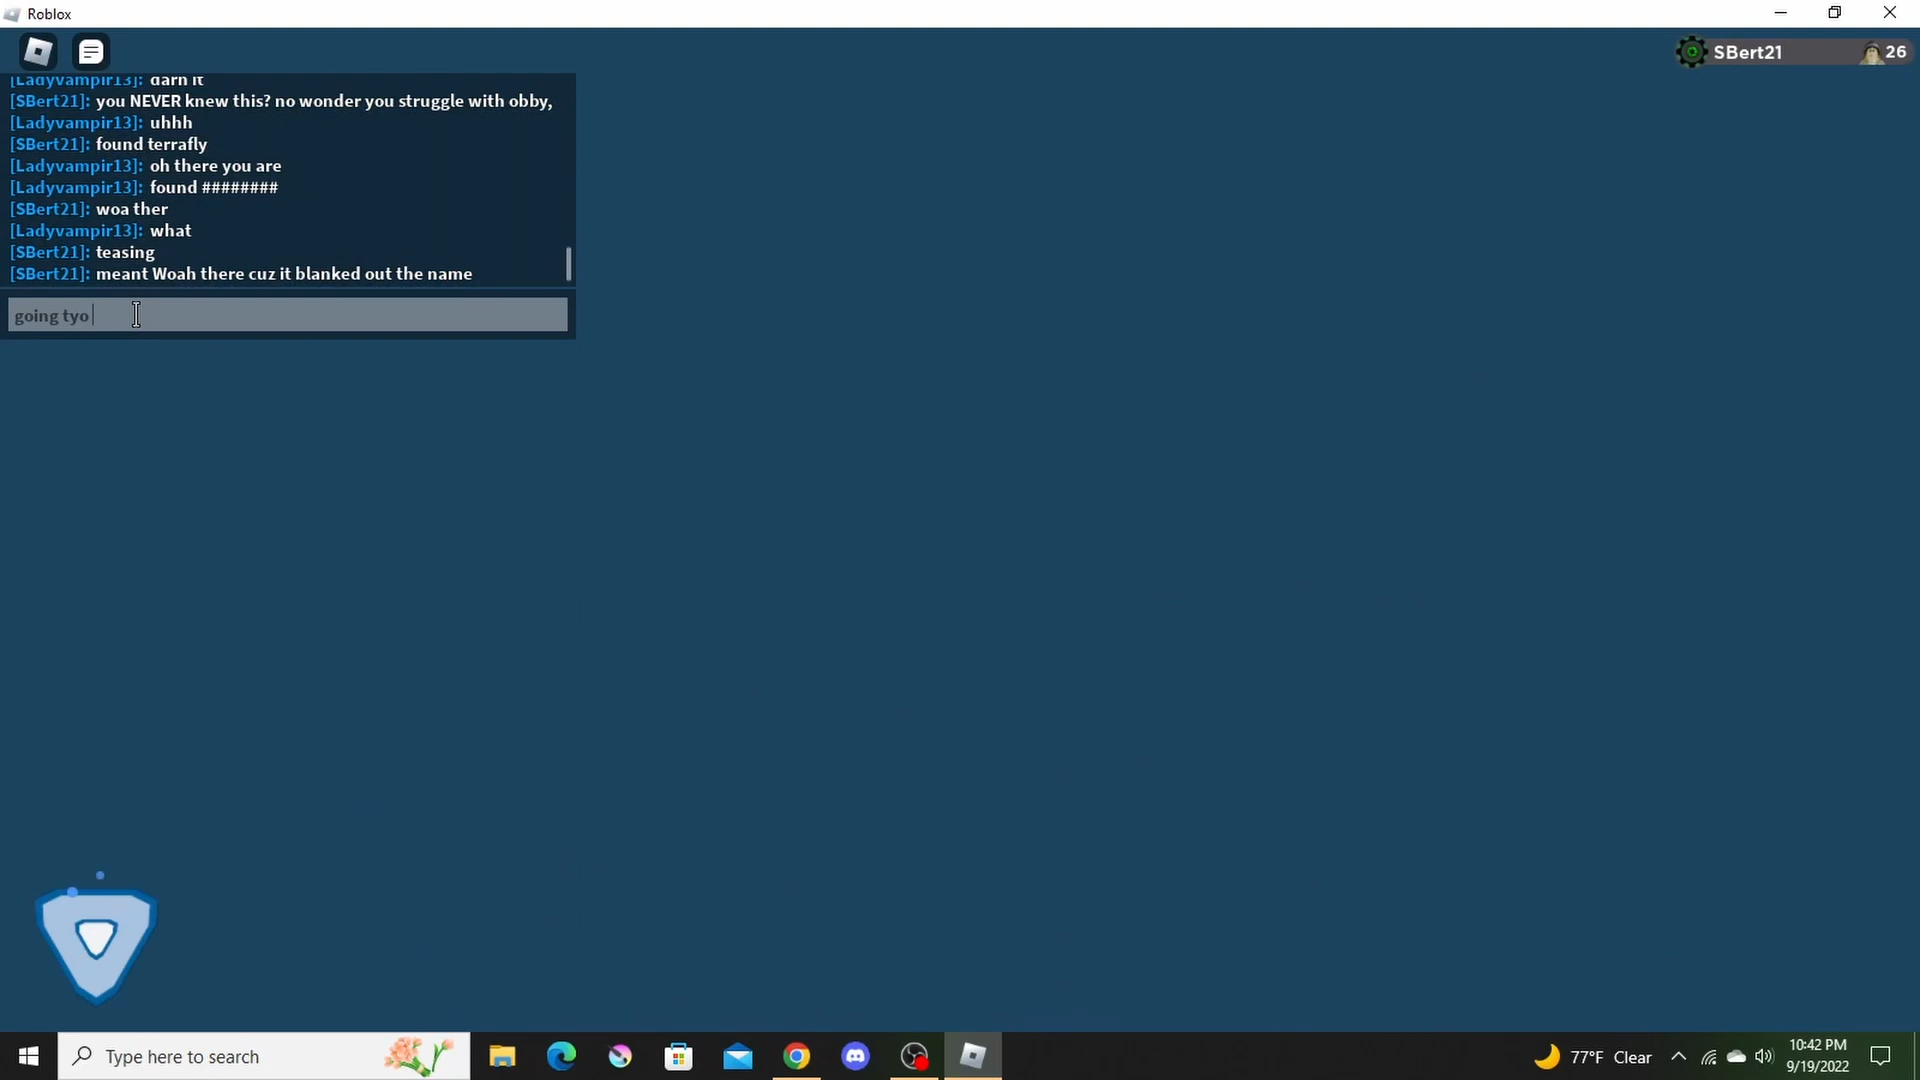 Roblox
SBert21 26
[Ladyvampir13]: darn it
[SBert21]: you NEVER knew this? no wonder you struggle with obby,
[Ladyvampir13]: uhhh
[SBert21]: found terrafly
[Ladyvampir13]: oh there you are
[Ladyvampir13]: found ########
[SBert21]: woa ther
[Ladyvampir13]: what
[SBert21]: teasing
[SBert21]: meant Woah there cuz it blanked out the name
going tyo
Type here to search
77°F Clear
10:42 PM
9/19/2022